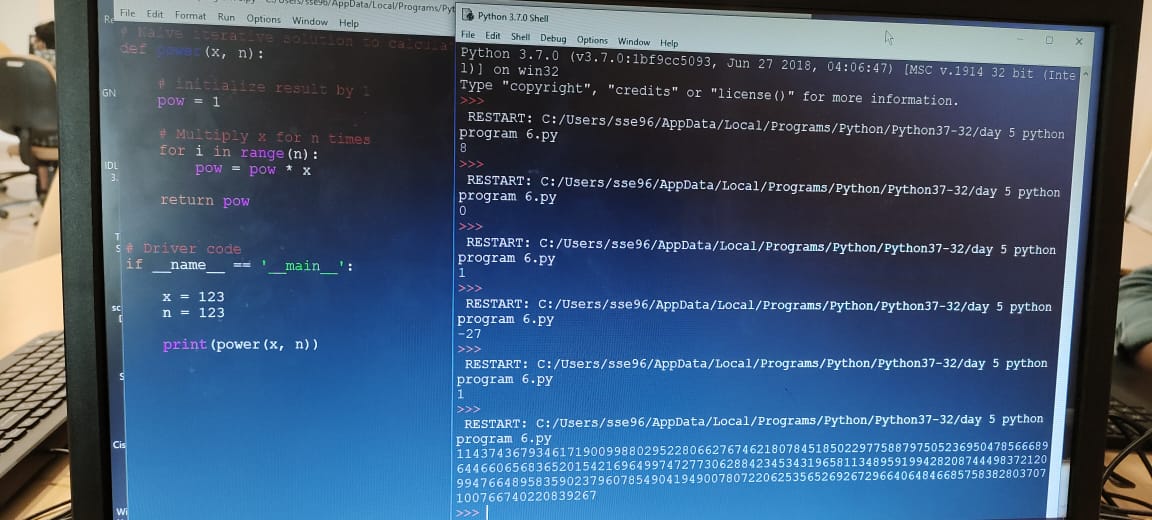 File Edit Format Run Options Window Help
# Naive iterative solution to calculat
def power(x, n):
# initialize result by 1
pow = 1
# Multiply x for n times
for i in range(n):
pow = pow * x
return pow
# Driver code
if __name__ == '__main__':
x = 123
n = 123
print(power(x, n))
Python 3.7.0 Shell
File Edit Shell Debug Options Window Help
Python 3.7.0 (v3.7.0:1bf9cc5093, Jun 27 2018, 04:06:47) [MSC v.1914 32 bit (Inte
l)] on win32
Type "copyright", "credits" or "license()" for more information.
>>>
RESTART: C:/Users/sse96/AppData/Local/Programs/Python/Python37-32/day 5 python
program 6.py
8
>>>
RESTART: C:/Users/sse96/AppData/Local/Programs/Python/Python37-32/day 5 python
program 6.py
0
>>>
RESTART: C:/Users/sse96/AppData/Local/Programs/Python/Python37-32/day 5 python
program 6.py
1
>>>
RESTART: C:/Users/sse96/AppData/Local/Programs/Python/Python37-32/day 5 python
program 6.py
-27
>>>
RESTART: C:/Users/sse96/AppData/Local/Programs/Python/Python37-32/day 5 python
program 6.py
1
>>>
RESTART: C:/Users/sse96/AppData/Local/Programs/Python/Python37-32/day 5 python
program 6.py
11437436793461719009988029522806627674621807845185022977588797505236950478566689
64466065683652015421696499747277306288423453431965811348959199428208744498372120
99476648958359023796078549041949007807220625356526926729664064846685758382803707
100766740220839267
>>>